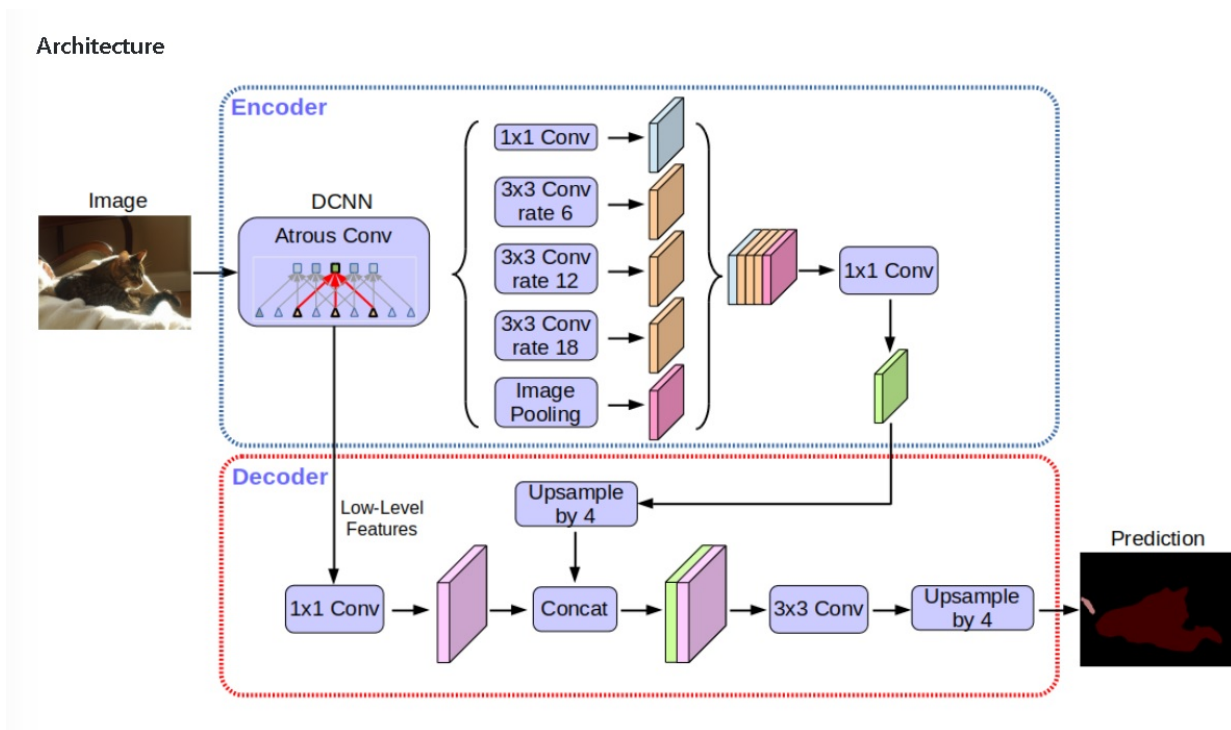 Architecture
Encoder
Image
DCNN
Atrous Conv
1x1 Conv
3x3 Conv
rate 6
3x3 Conv
rate 12
3x3 Conv
rate 18
Image
Pooling
1x1 Conv
Decoder
Low-Level
Features
Upsample
by 4
1x1 Conv
Concat
3x3 Conv
Upsample
by 4
Prediction